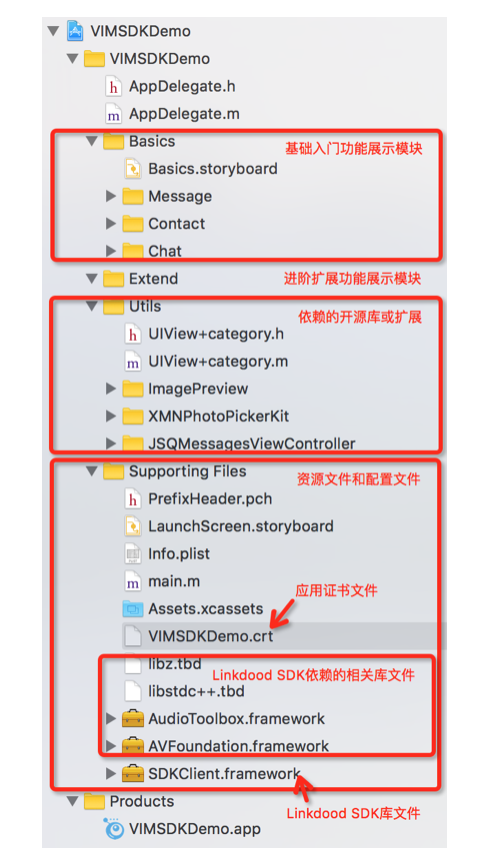 VIMSDKDemo
VIMSDKDemo
h AppDelegate.h
m AppDelegate.m
Basics 基础入门功能展示模块
Basics.storyboard
Message
Contact
Chat
Extend 进阶扩展功能展示模块
Utils 依赖的开源库或扩展
h UIView+category.h
m UIView+category.m
ImagePreview
XMNPhotoPickerKit
JSQMessagesViewController
Supporting Files 资源文件和配置文件
h PrefixHeader.pch
LaunchScreen.storyboard
Info.plist
m main.m 应用证书文件
Assets.xcassets
VIMSDKDemo.crt
libz.tbd Linkdood SDK依赖的相关库文件
libstdc++.tbd
AudioToolbox.framework
AVFoundation.framework
SDKClient.framework
Products Linkdood SDK库文件
VIMSDKDemo.app